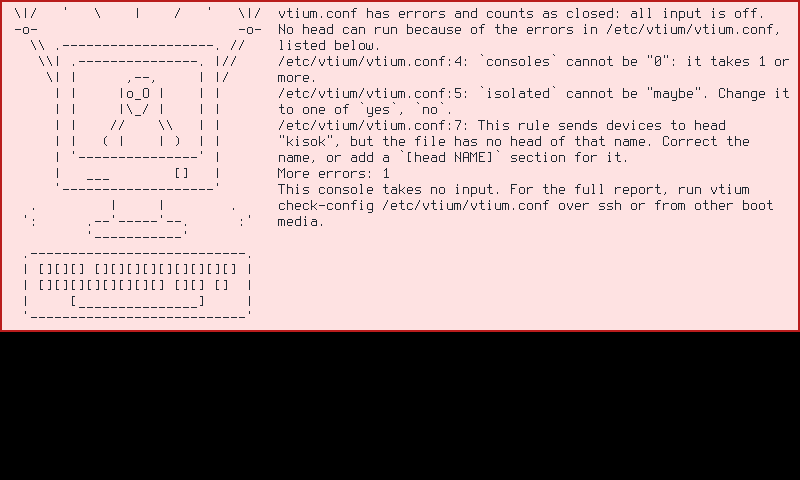 vtium.conf has errors and counts as closed: all input is off.
No head can run because of the errors in /etc/vtium/vtium.conf,
listed below.
/etc/vtium/vtium.conf:4: `consoles` cannot be "0": it takes 1 or
more.
/etc/vtium/vtium.conf:5: `isolated` cannot be "maybe". Change it
to one of `yes`, `no`.
/etc/vtium/vtium.conf:7: This rule sends devices to head
"kisok", but the file has no head of that name. Correct the
name, or add a `[head NAME]` section for it.
More errors: 1
This console takes no input. For the full report, run vtium
check-config /etc/vtium/vtium.conf over ssh or from other boot
media.